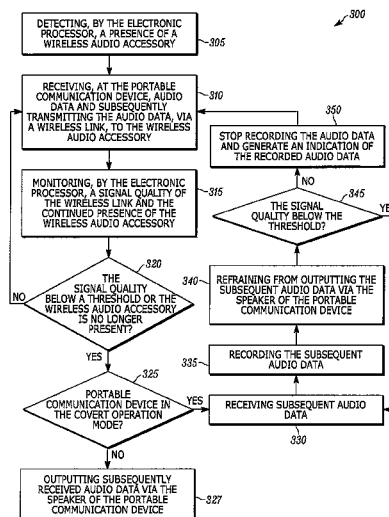 300
DETECTING, BY THE ELECTRONIC
PROCESSOR, A PRESENCE OF A
WIRELESS AUDIO ACCESSORY
305
RECEIVING, AT THE PORTABLE
COMMUNICATION DEVICE, AUDIO
DATA AND SUBSEQUENTLY
TRANSMITTING THE AUDIO DATA, VIA
A WIRELESS LINK, TO THE WIRELESS
AUDIO ACCESSORY
310
MONITORING, BY THE ELECTRONIC
PROCESSOR, A SIGNAL QUALITY
OF THE WIRELESS LINK AND THE
CONTINUED PRESENCE OF THE
WIRELESS AUDIO ACCESSORY
315
320
THE
SIGNAL QUALITY
BELOW A THRESHOLD OR THE
WIRELESS AUDIO ACCESSORY
IS NO LONGER
PRESENT?
NO
YES
325
PORTABLE
COMMUNICATION DEVICE IN
THE COVERT OPERATION
MODE?
YES
NO
OUTPUTTING SUBSEQUENTLY
RECEIVED AUDIO DATA VIA THE
SPEAKER OF THE PORTABLE
COMMUNICATION DEVICE
327
RECEIVING SUBSEQUENT AUDIO
DATA
330
335
RECORDING THE SUBSEQUENT
AUDIO DATA
340
REFRAINING FROM OUTPUTTING
THE SUBSEQUENT AUDIO DATA VIA
THE SPEAKER OF THE PORTABLE
COMMUNICATION DEVICE
345
THE SIGNAL
QUALITY BELOW THE
THRESHOLD?
NO
350
STOP RECORDING THE AUDIO DATA
AND GENERATE AN INDICATION
OF THE RECORDED AUDIO DATA